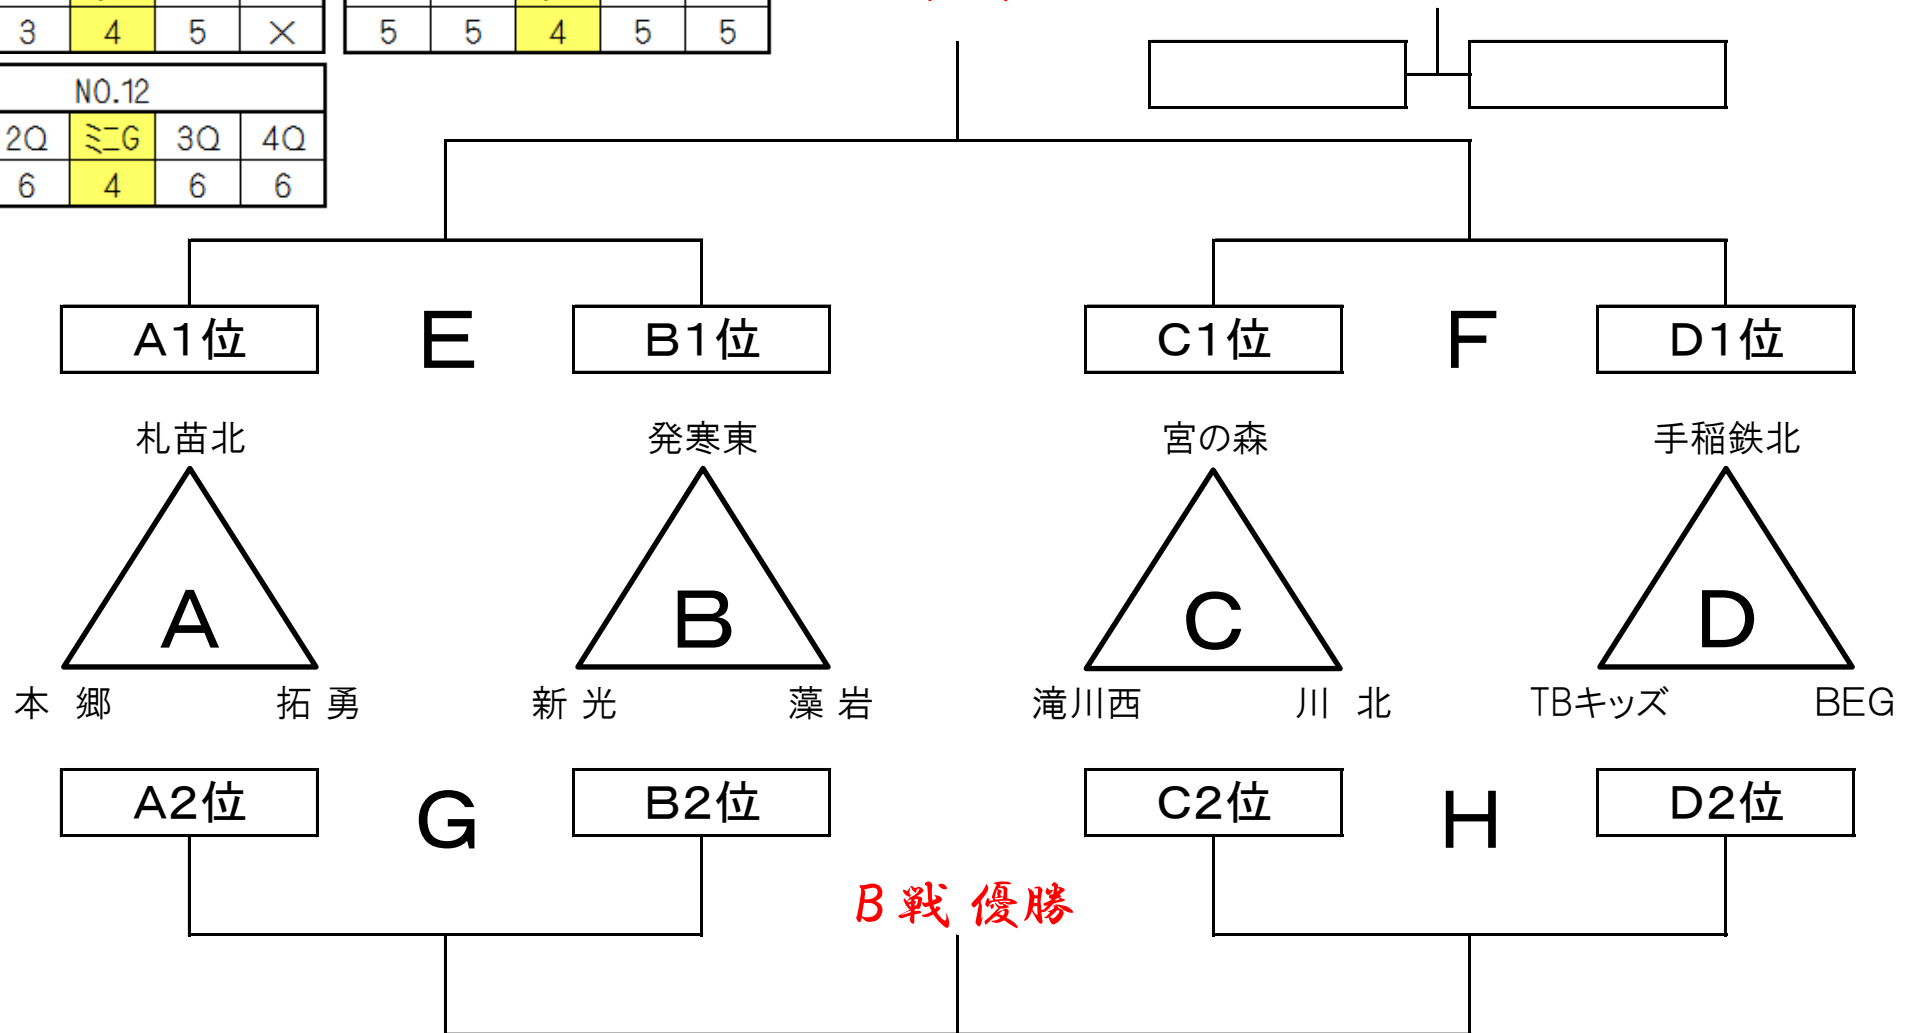 3 4 5 × 5 5 4 5 5
NO.12
2Q ミニG 3Q 4Q
6 4 6 6
A1位 E B1位 C1位 F D1位
札苗北 発寒東 宮の森 手稲鉄北
A B C D
本 郷 拓 勇 新 光 藻 岩 滝川西 川 北 TBキッズ BEG
A2位 G B2位 C2位 H D2位
B戦 優勝